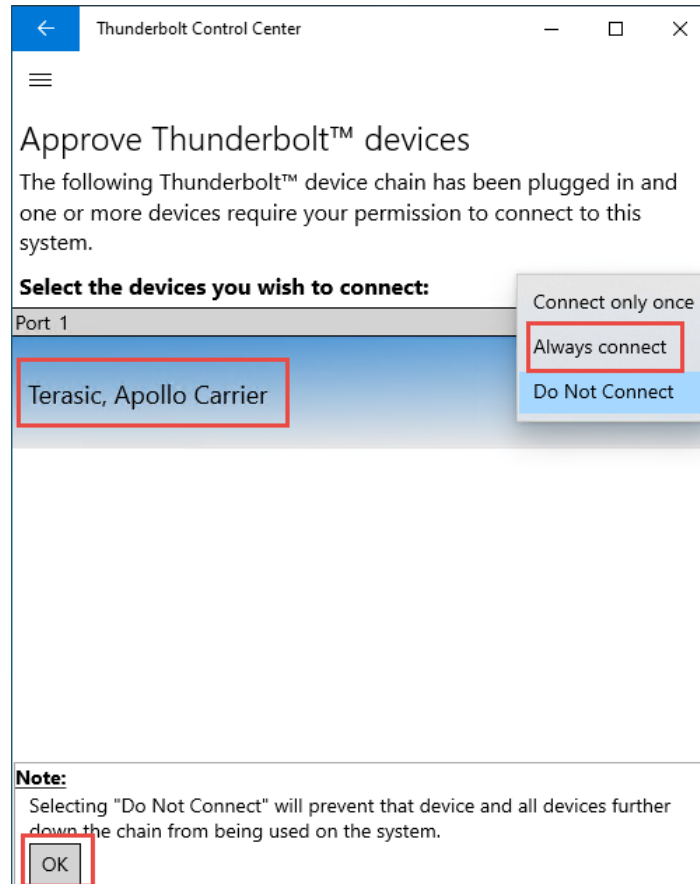 Thunderbolt Control Center
Approve Thunderbolt™ devices
The following Thunderbolt™ device chain has been plugged in and
one or more devices require your permission to connect to this
system.
Select the devices you wish to connect:
Port 1
Terasic, Apollo Carrier
Connect only once
Always connect
Do Not Connect
Note:
Selecting "Do Not Connect" will prevent that device and all devices further
down the chain from being used on the system.
OK